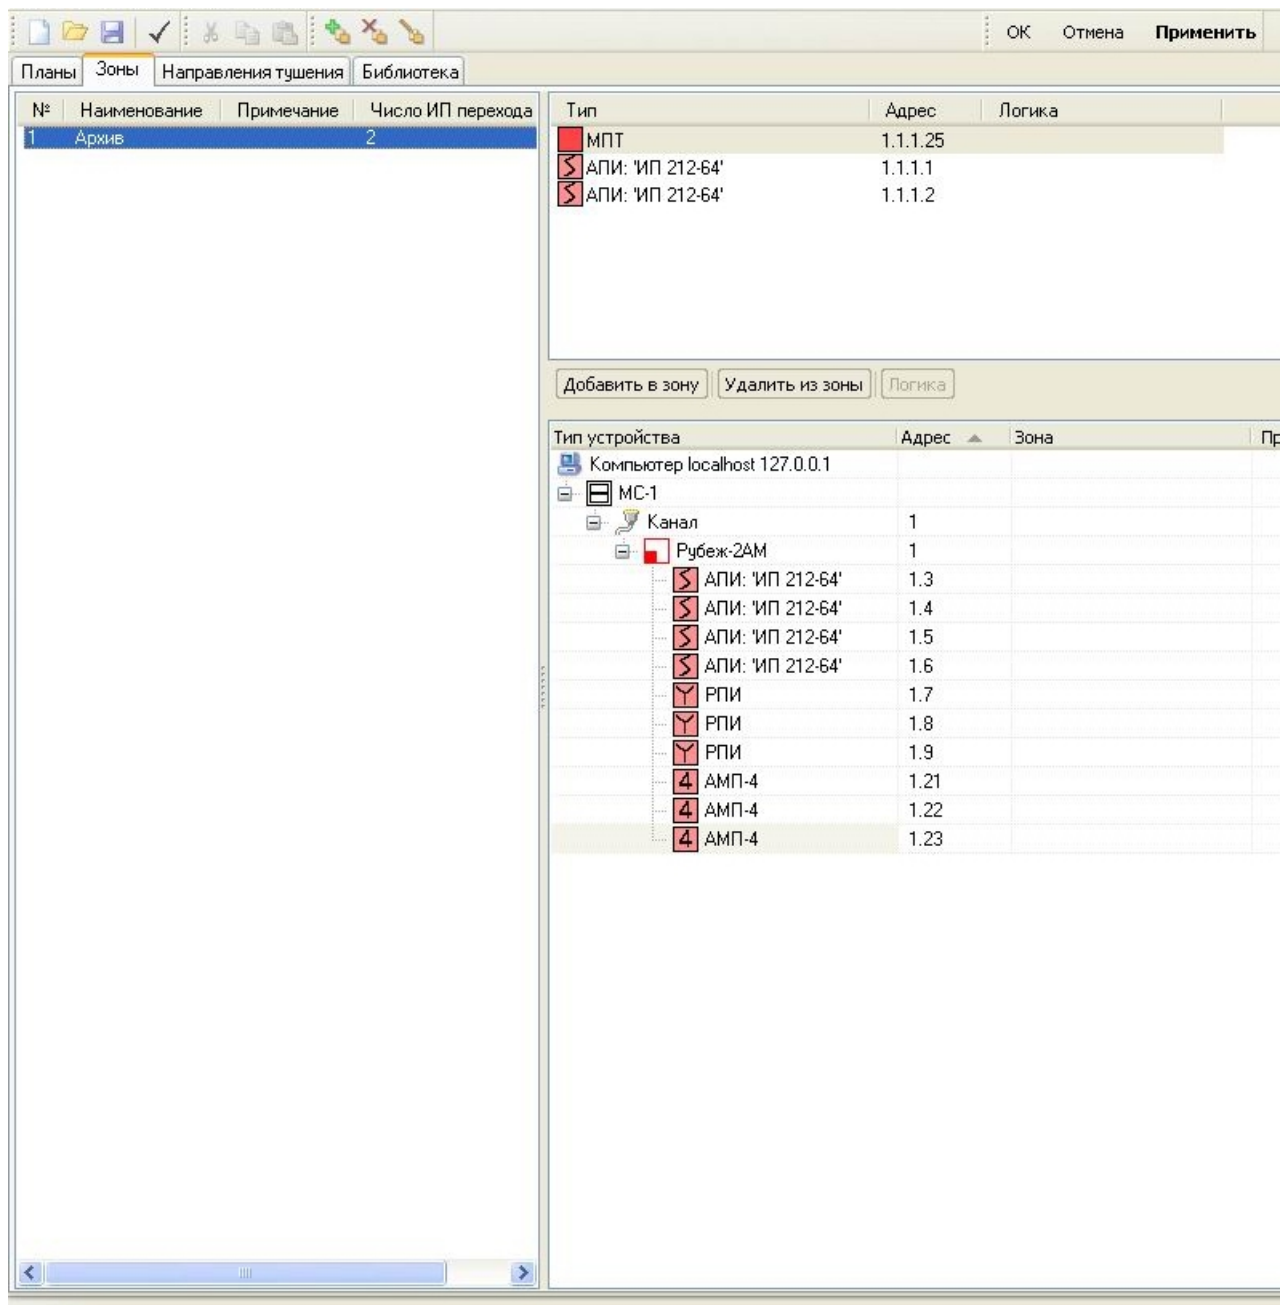 ОК Отмена Применить
Планы Зоны Направления тушения Библиотека
№ Наименование Примечание Число ИП перехода
1 Архив 2
Тип Адрес Логика
МПТ 1.1.1.25
АПИ: 'ИП 212-64' 1.1.1.1
АПИ: 'ИП 212-64' 1.1.1.2
Добавить в зону Удалить из зоны Логика
Тип устройства Адрес Зона Пр
Компьютер localhost 127.0.0.1
МС-1
Канал 1
Рубеж-2АМ 1
АПИ: 'ИП 212-64' 1.3
АПИ: 'ИП 212-64' 1.4
АПИ: 'ИП 212-64' 1.5
АПИ: 'ИП 212-64' 1.6
РПИ 1.7
РПИ 1.8
РПИ 1.9
4 АМП-4 1.21
4 АМП-4 1.22
4 АМП-4 1.23